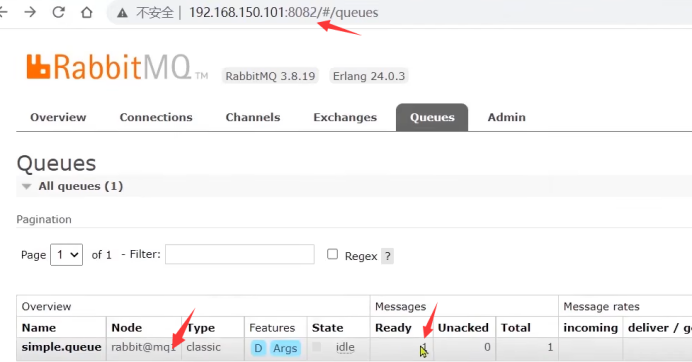 不安全 | 192.168.150.101:8082/#/queues
RabbitMQ TM RabbitMQ 3.8.19 Erlang 24.0.3
Overview Connections Channels Exchanges Queues Admin
Queues
All queues (1)
Pagination
Page 1 of 1 - Filter: Regex ?
Overview Messages Message rates
Name Node Type Features State Ready Unacked Total incoming deliver / g
simple.queue rabbit@mq1 classic D Args idle 1 0 1